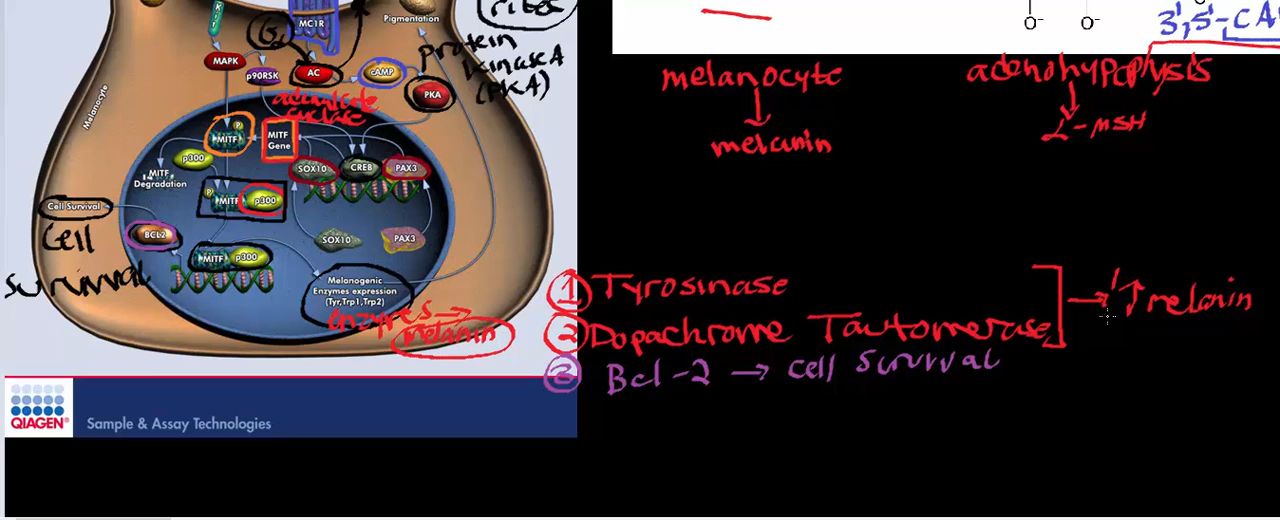 Kit
MC1R
Pigmentation
Gs
protein
kinase A
(PKA)
MAPK
p90RSK
AC
cAMP
PKA
adenylate
cyclase
Melanocyte
P
MITF
MITF
Gene
p300
MITF
Degradation
SOX10
CREB
PAX3
P
MITF
p300
Cell Survival
Cell
Survival
BCL2
SOX10
PAX3
MITF
p300
Melanogenic
Enzymes expression
(Tyr,Trp1,Trp2)
Enzymes →
melanin
QIAGEN®
Sample & Assay Technologies
O⁻ O⁻
3',5'-cA
melanocyte
↓
melanin
adenohypophysis
↓
α-MSH
① Tyrosinase
② Dopachrome Tautomerase
→ ↑ melanin
③ Bcl-2 → cell survival